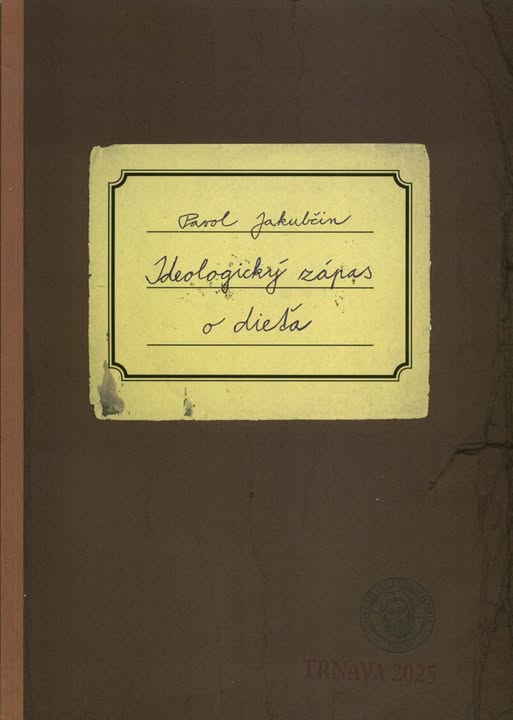 Pavol Jakubčin
Ideologický zápas
o dieťa
TRNAVA 2025